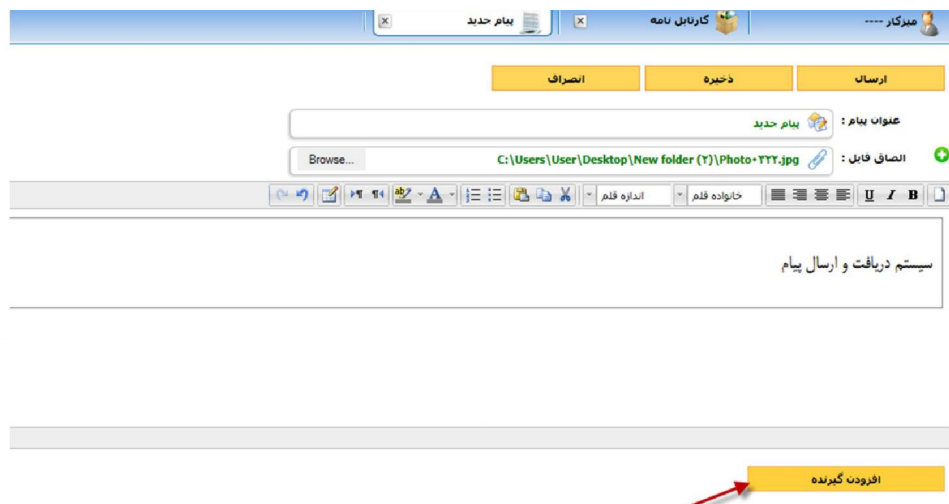 میزکار ---- کارتابل نامه پیام جدید
ارسال ذخیره انصراف
عنوان پیام : پیام جدید
الصاق فایل : C:\Users\User\Desktop\New folder (۲)\Photo۰۳۲۲.jpg Browse...
B I U خانواده قلم اندازه قلم
سیستم دریافت و ارسال پیام
افزودن گیرنده